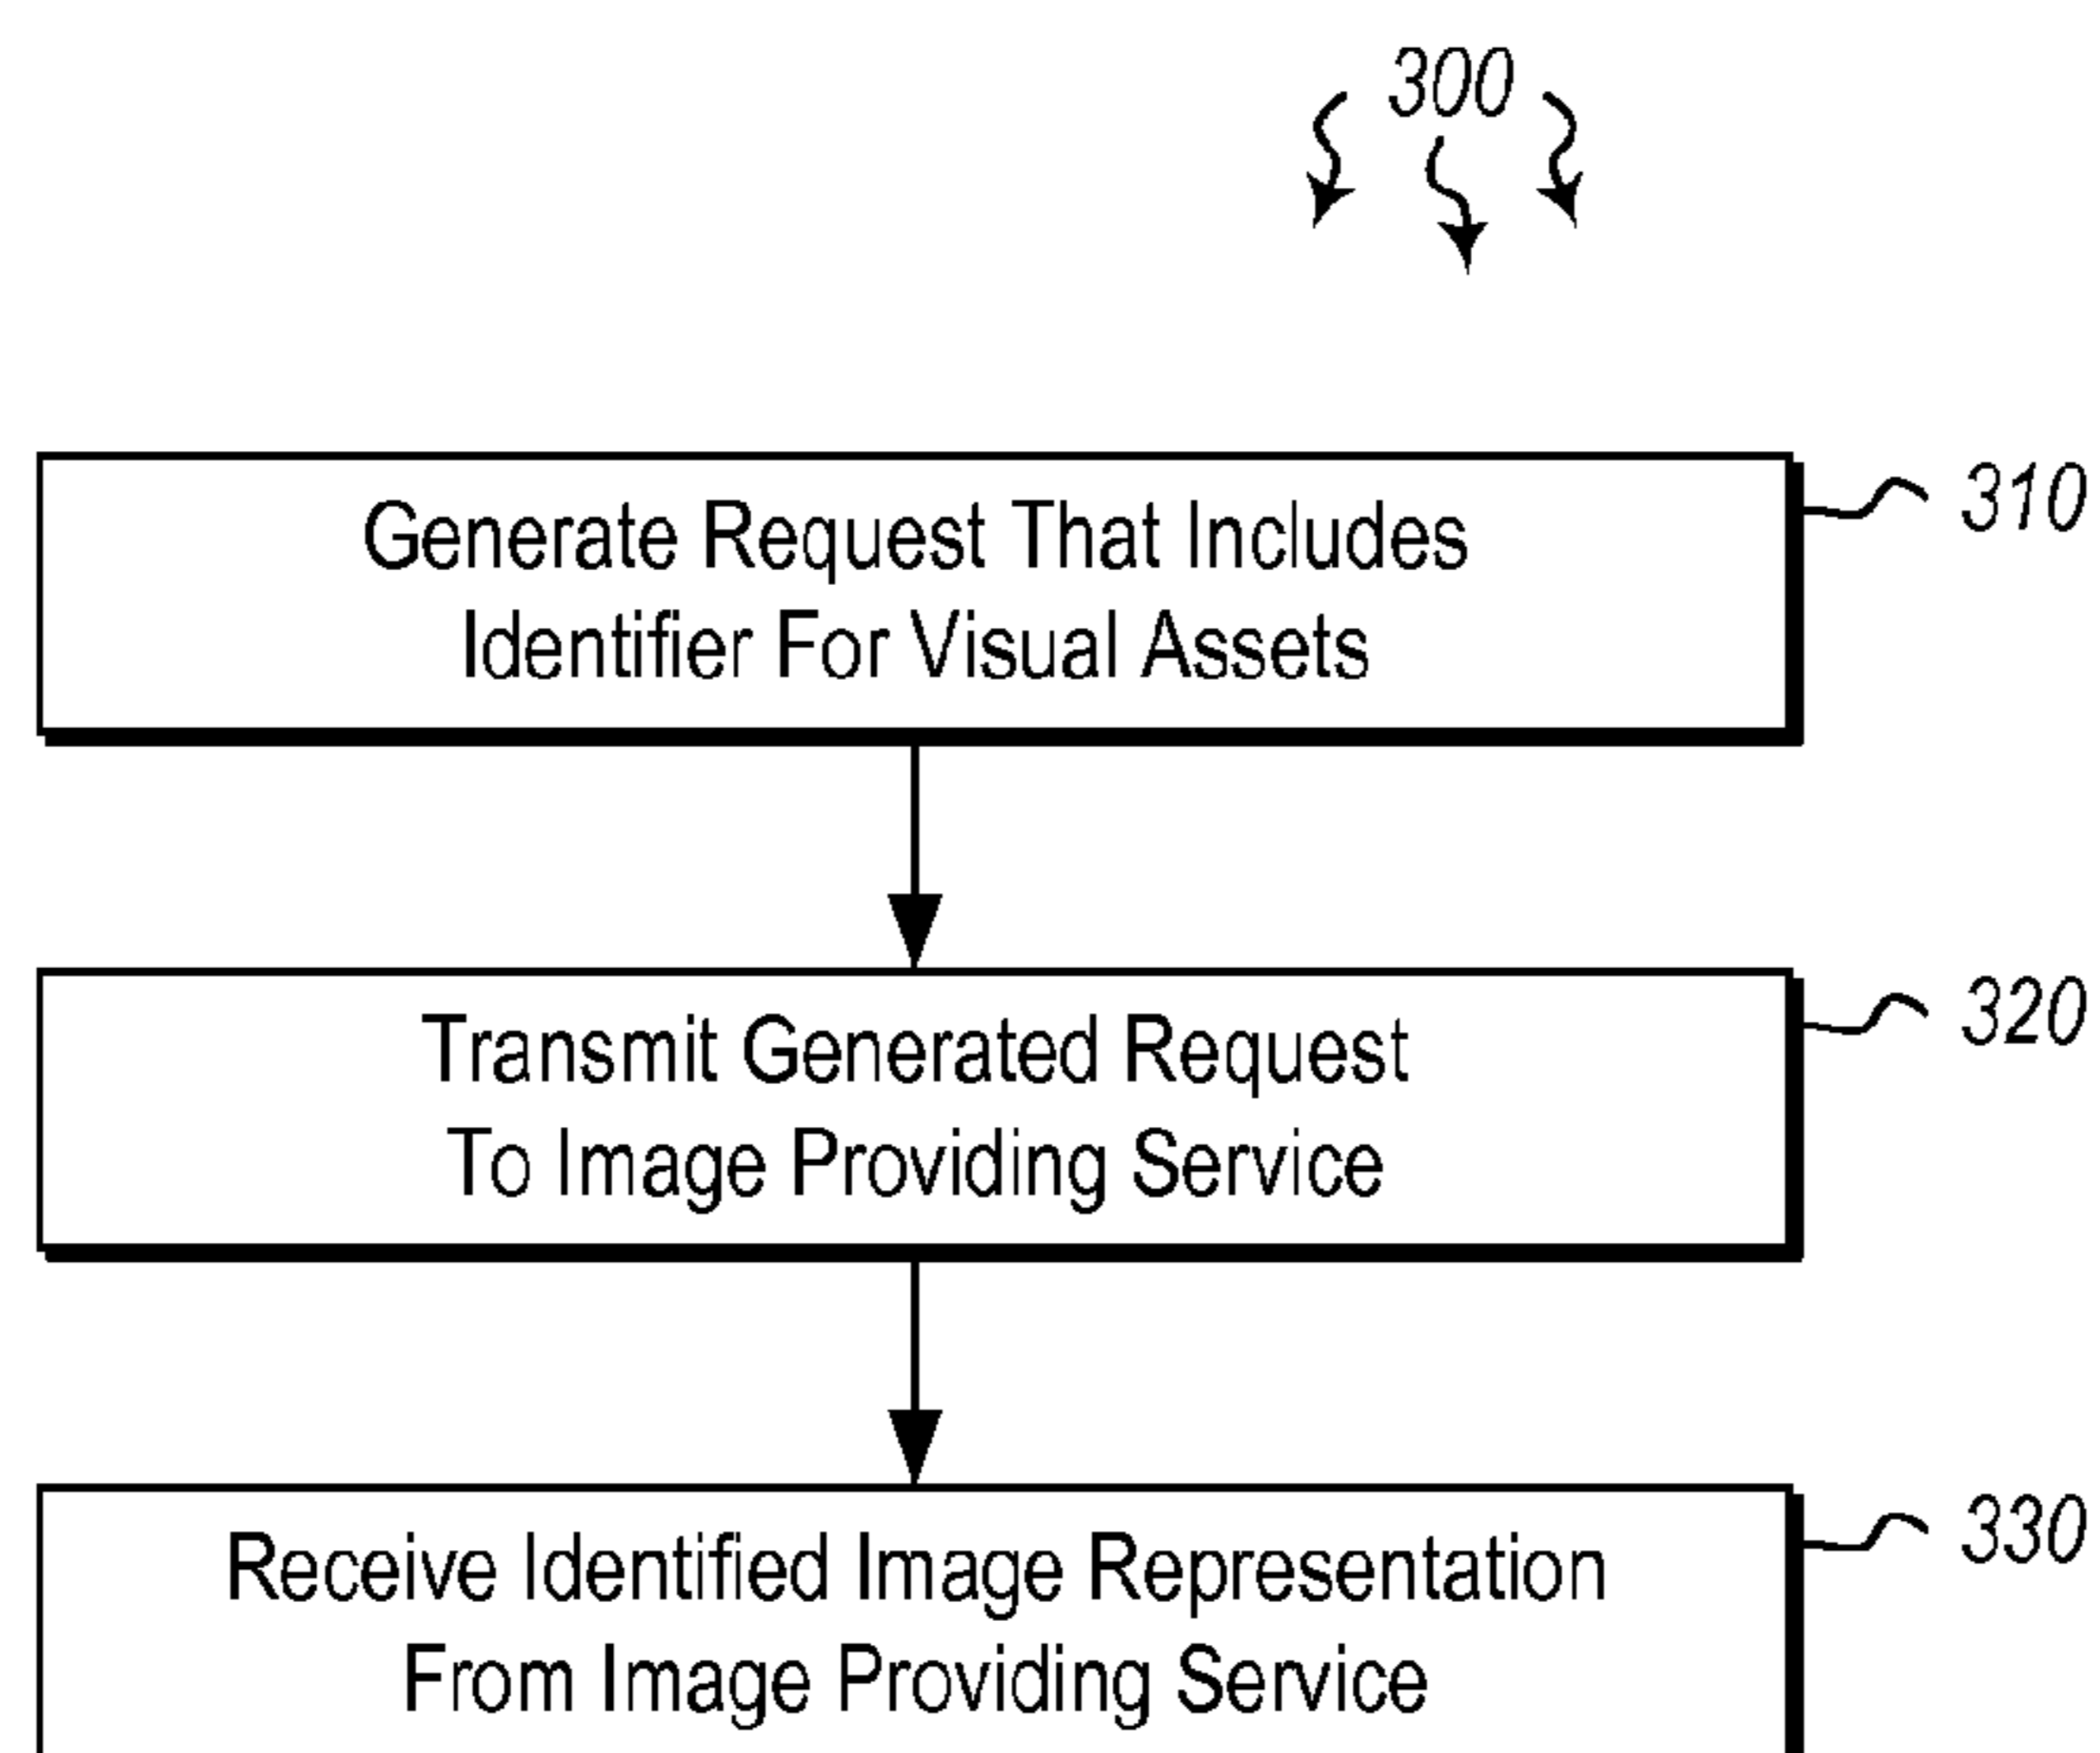 300
Generate Request That Includes
Identifier For Visual Assets
310
Transmit Generated Request
To Image Providing Service
320
Receive Identified Image Representation
From Image Providing Service
330